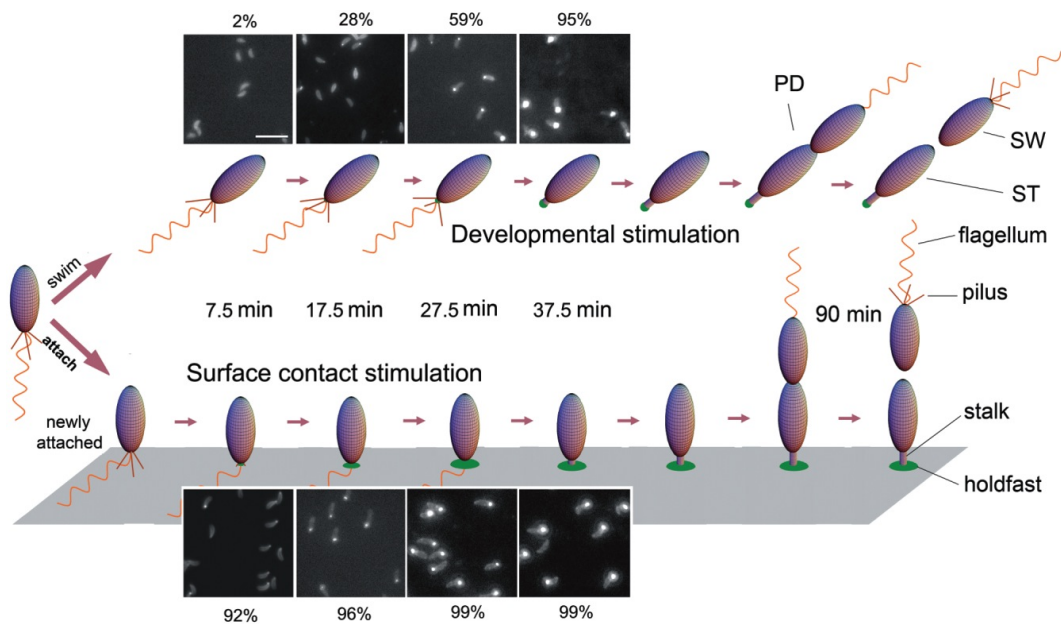 2% 28% 59% 95%
PD
SW
ST
Developmental stimulation
flagellum
swim
pilus
7.5 min 17.5 min 27.5 min 37.5 min 90 min
attach
Surface contact stimulation
newly
attached
stalk
holdfast
92% 96% 99% 99%